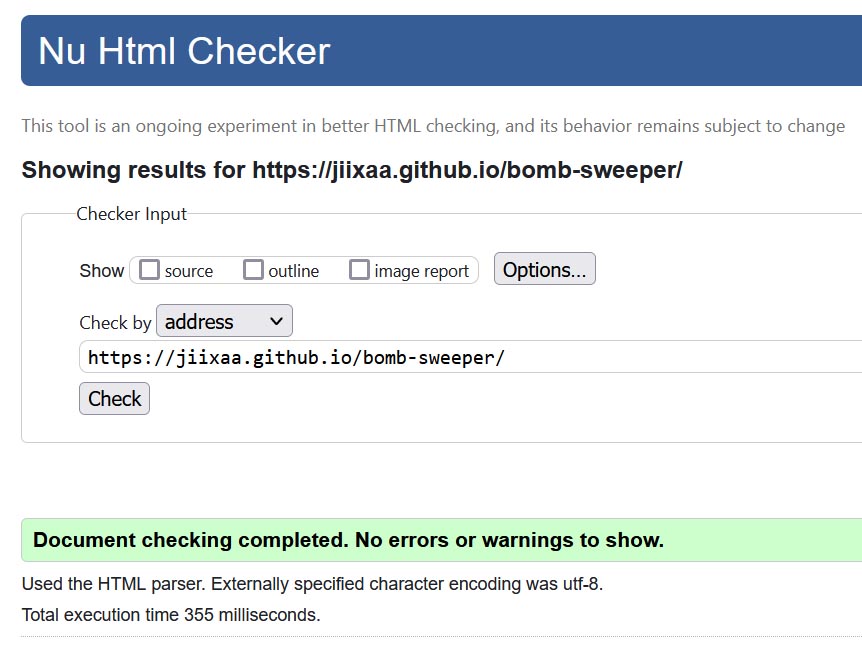 Nu Html Checker
This tool is an ongoing experiment in better HTML checking, and its behavior remains subject to change
Showing results for https://jiixaa.github.io/bomb-sweeper/
Checker Input
Show source outline image report Options...
Check by address
https://jiixaa.github.io/bomb-sweeper/
Check
Document checking completed. No errors or warnings to show.
Used the HTML parser. Externally specified character encoding was utf-8.
Total execution time 355 milliseconds.